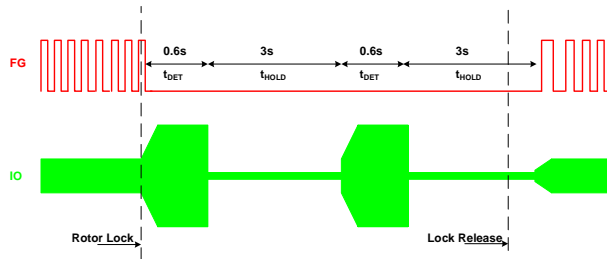 0.6s 3s 0.6s 3s
FG
tDET tHOLD tDET tHOLD
IO
Rotor Lock Lock Release